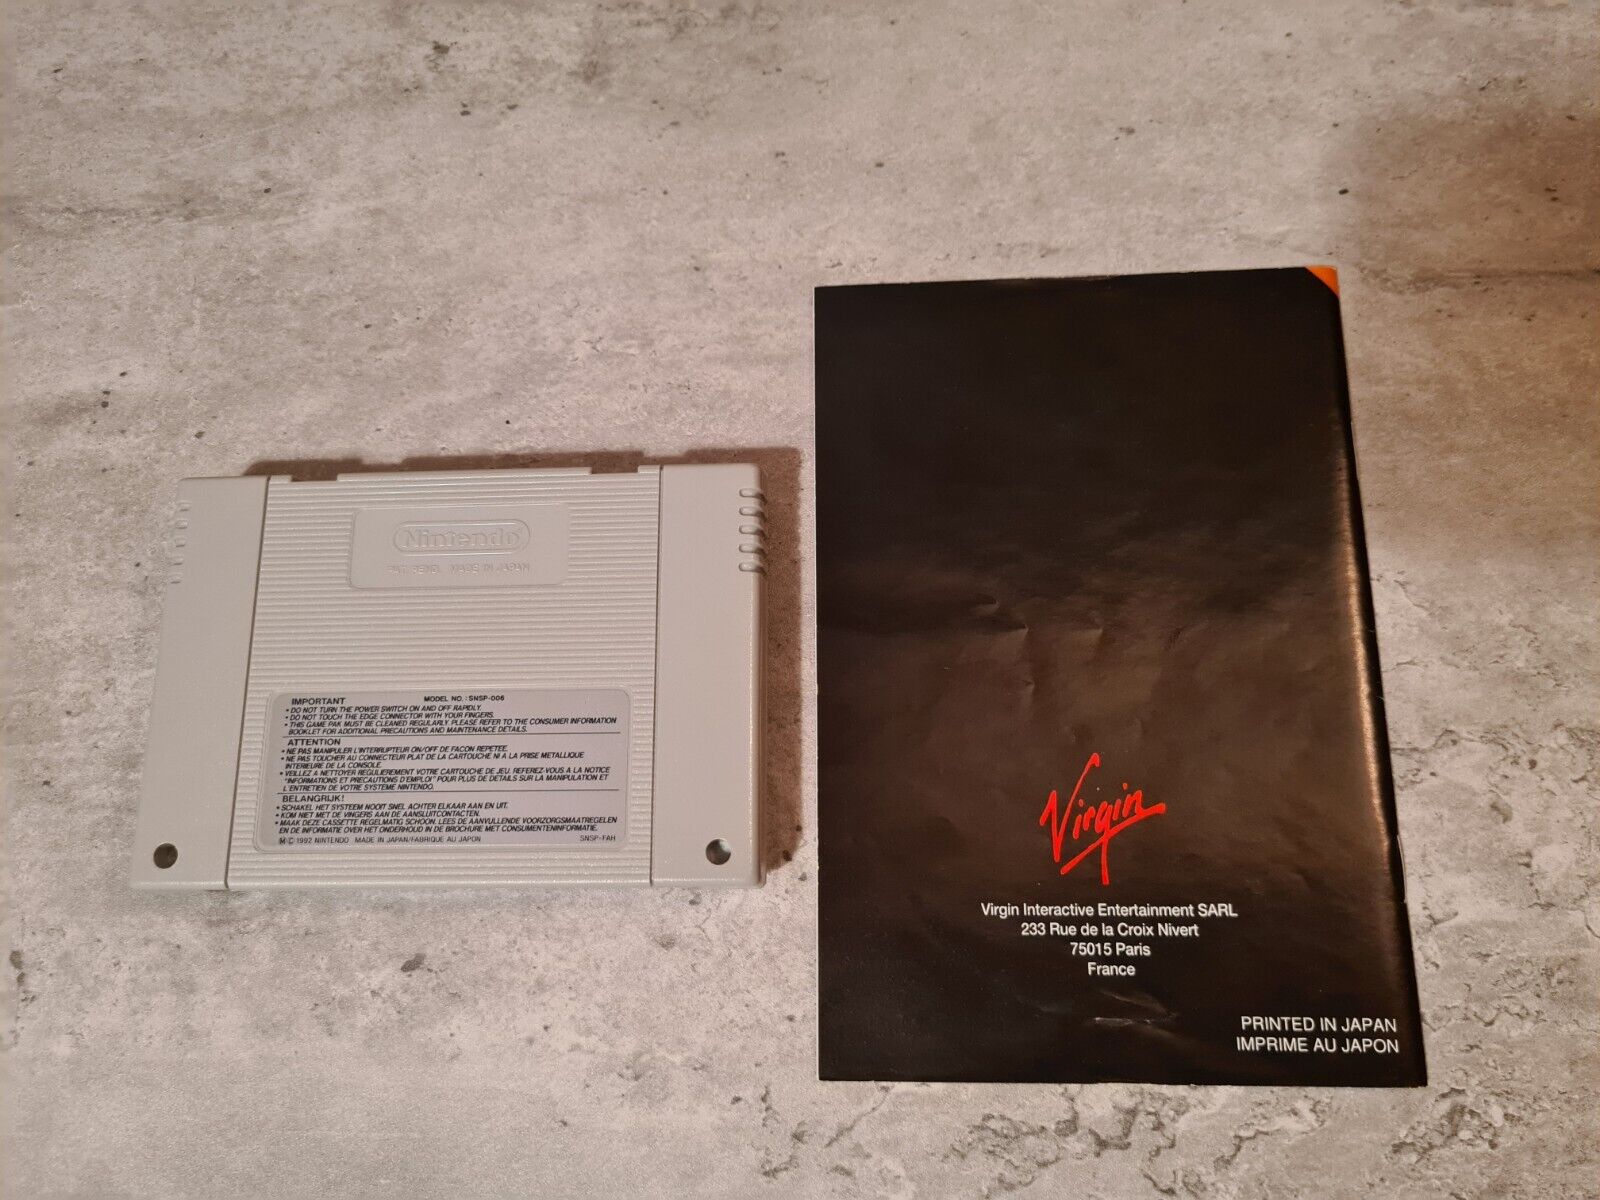 Nintendo
PAT. PEND. MADE IN JAPAN
IMPORTANT MODEL NO. : SNSP-006
• DO NOT TURN THE POWER SWITCH ON AND OFF RAPIDLY.
• DO NOT TOUCH THE EDGE CONNECTOR WITH YOUR FINGERS.
• THIS GAME PAK MUST BE CLEANED REGULARLY. PLEASE REFER TO THE CONSUMER INFORMATION
BOOKLET FOR ADDITIONAL PRECAUTIONS AND MAINTENANCE DETAILS.
ATTENTION
• NE PAS MANIPULER L'INTERRUPTEUR ON/OFF DE FACON REPETEE.
• NE PAS TOUCHER AU CONNECTEUR PLAT DE LA CARTOUCHE NI A LA PRISE METALLIQUE
INTERIEURE DE LA CONSOLE.
• VEILLEZ A NETTOYER REGULIEREMENT VOTRE CARTOUCHE DE JEU. REFEREZ-VOUS A LA NOTICE
"INFORMATIONS ET PRECAUTIONS D'EMPLOI" POUR PLUS DE DETAILS SUR LA MANIPULATION ET
L'ENTRETIEN DE VOTRE SYSTEME NINTENDO.
BELANGRIJK!
• SCHAKEL HET SYSTEEM NOOIT SNEL ACHTER ELKAAR AAN EN UIT.
• KOM NIET MET DE VINGERS AAN DE AANSLUITCONTACTEN.
• MAAK DEZE CASSETTE REGELMATIG SCHOON. LEES DE AANVULLENDE VOORZORGSMAATREGELEN
EN DE INFORMATIE OVER HET ONDERHOUD IN DE BROCHURE MET CONSUMENTENINFORMATIE.
Ⓜ © 1992 NINTENDO MADE IN JAPAN/FABRIQUE AU JAPON SNSP-FAH
Virgin
Virgin Interactive Entertainment SARL
233 Rue de la Croix Nivert
75015 Paris
France
PRINTED IN JAPAN
IMPRIME AU JAPON